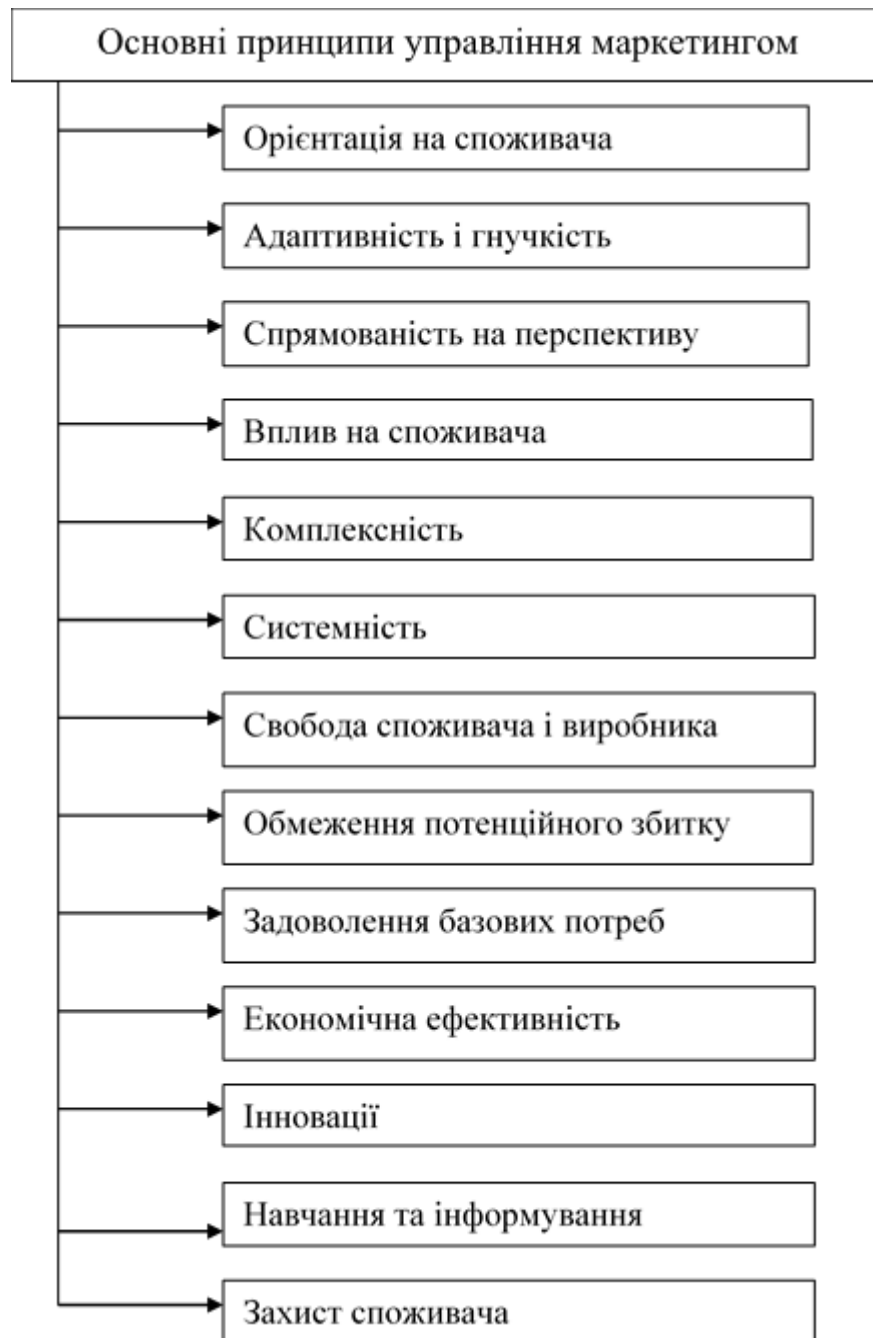 Основні принципи управління маркетингом
Орієнтація на споживача
Адаптивність і гнучкість
Спрямованість на перспективу
Вплив на споживача
Комплексність
Системність
Свобода споживача і виробника
Обмеження потенційного збитку
Задоволення базових потреб
Економічна ефективність
Інновації
Навчання та інформування
Захист споживача